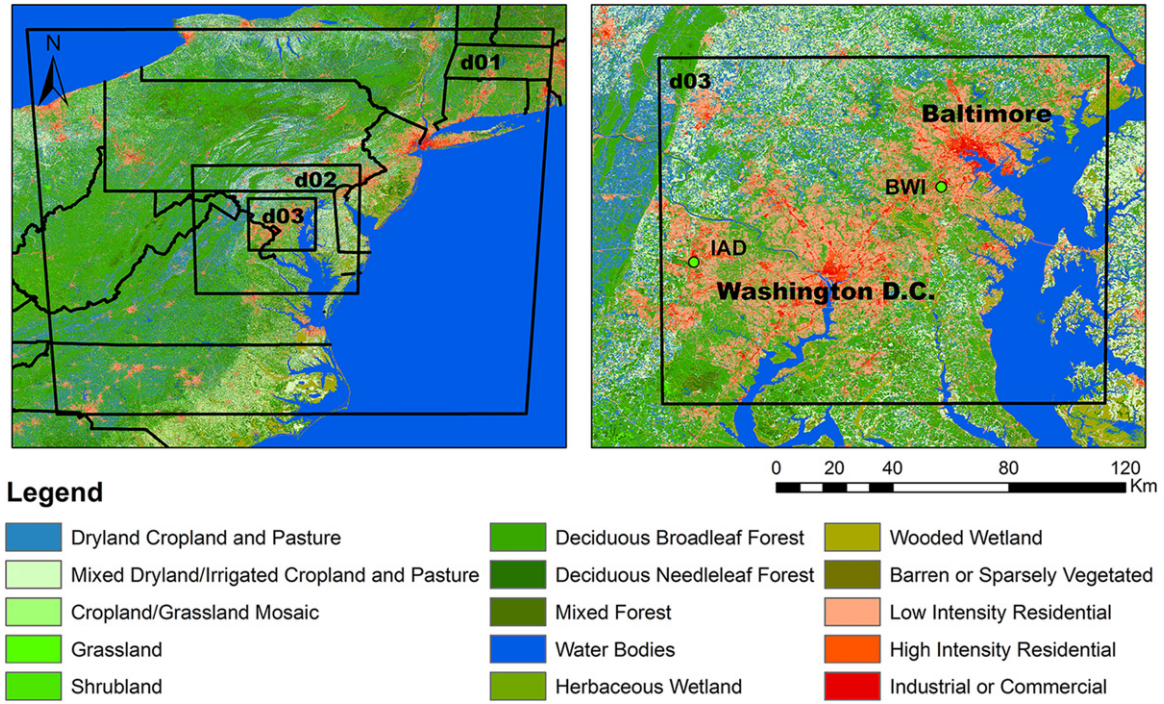 N
d01
d02
d03
d03
Baltimore
BWI
IAD
Washington D.C.
0 20 40 80 120
Km
Legend
Dryland Cropland and Pasture
Mixed Dryland/Irrigated Cropland and Pasture
Cropland/Grassland Mosaic
Grassland
Shrubland
Deciduous Broadleaf Forest
Deciduous Needleleaf Forest
Mixed Forest
Water Bodies
Herbaceous Wetland
Wooded Wetland
Barren or Sparsely Vegetated
Low Intensity Residential
High Intensity Residential
Industrial or Commercial